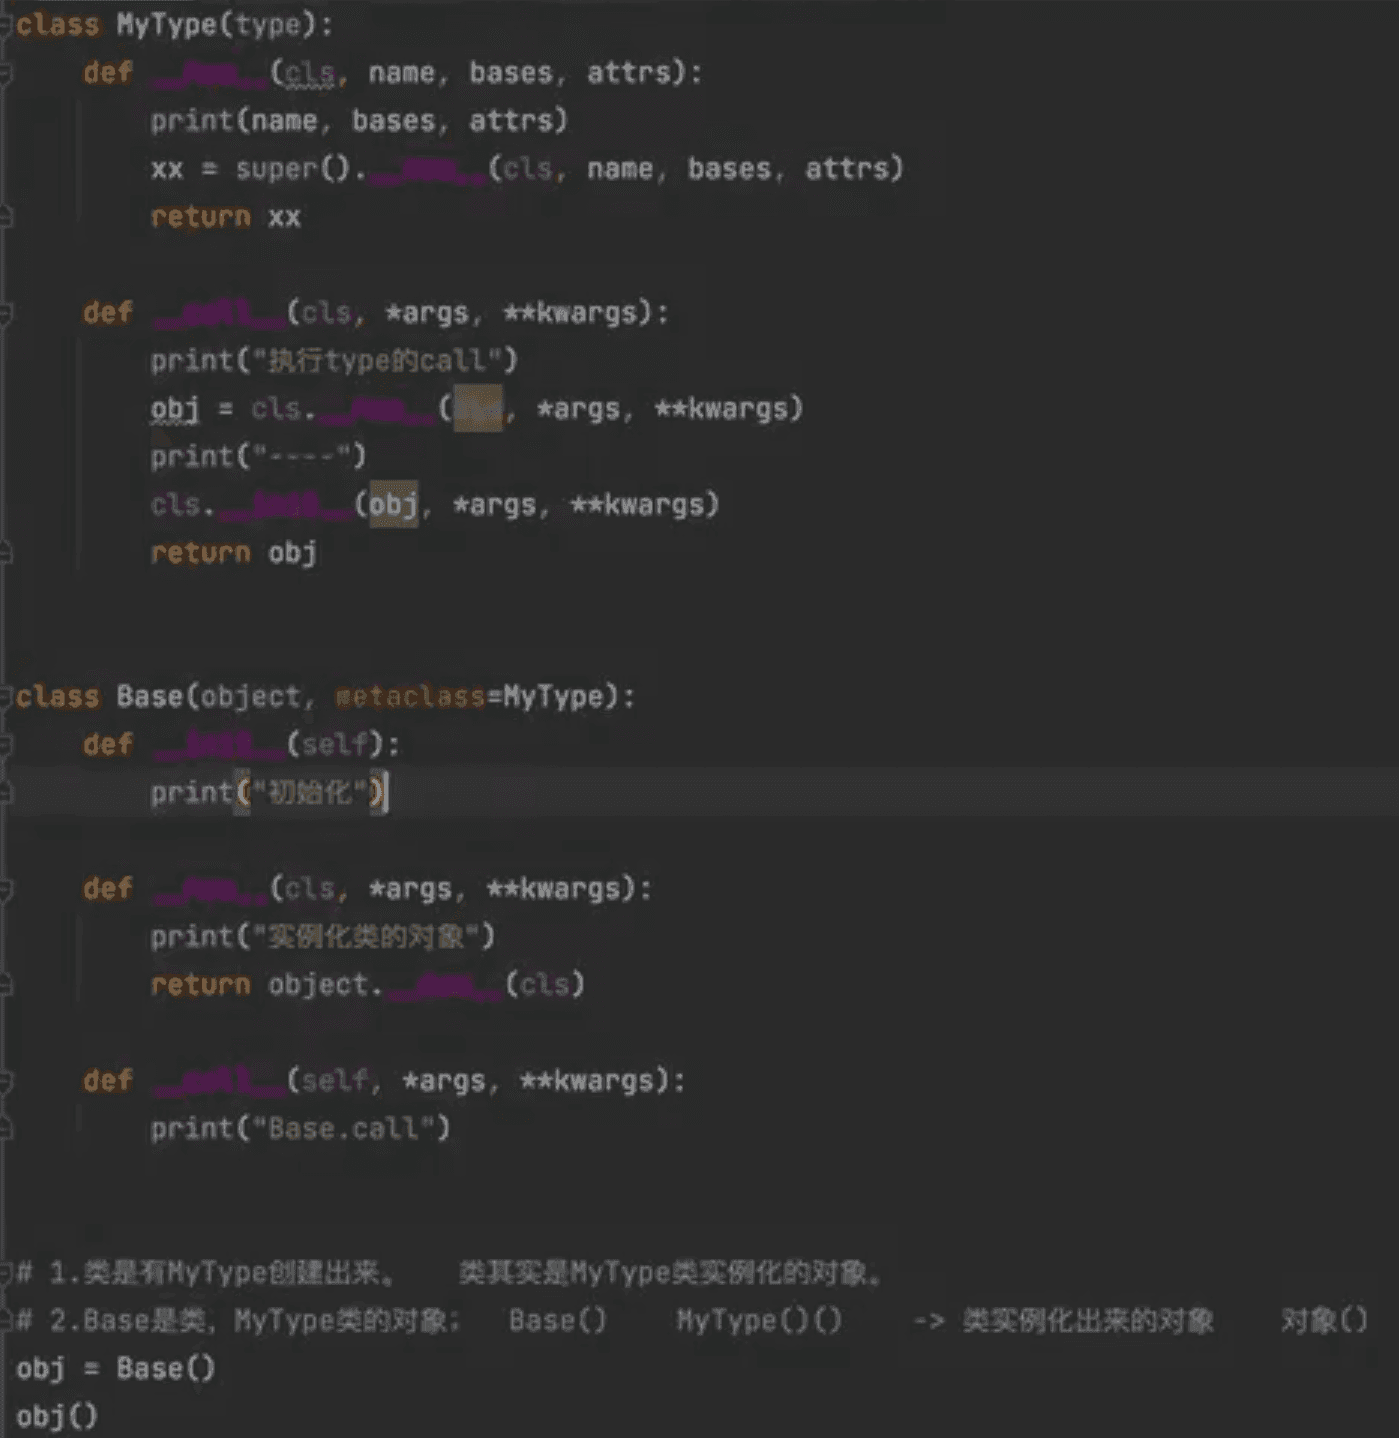 class MyType(type):
def __new__(cls, name, bases, attrs):
print(name, bases, attrs)
xx = super().__new__(cls, name, bases, attrs)
return xx
def __call__(cls, *args, **kwargs):
print("执行type的call")
obj = cls.__new__(cls, *args, **kwargs)
print("----")
cls.__init__(obj, *args, **kwargs)
return obj
class Base(object, metaclass=MyType):
def __init__(self):
print("初始化")
def __new__(cls, *args, **kwargs):
print("实例化类的对象")
return object.__new__(cls)
def __call__(self, *args, **kwargs):
print("Base.call")
# 1.类是有MyType创建出来。 类其实是MyType类实例化的对象。
# 2.Base是类，MyType类的对象； Base() MyType()() -> 类实例化出来的对象 对象()
obj = Base()
obj()